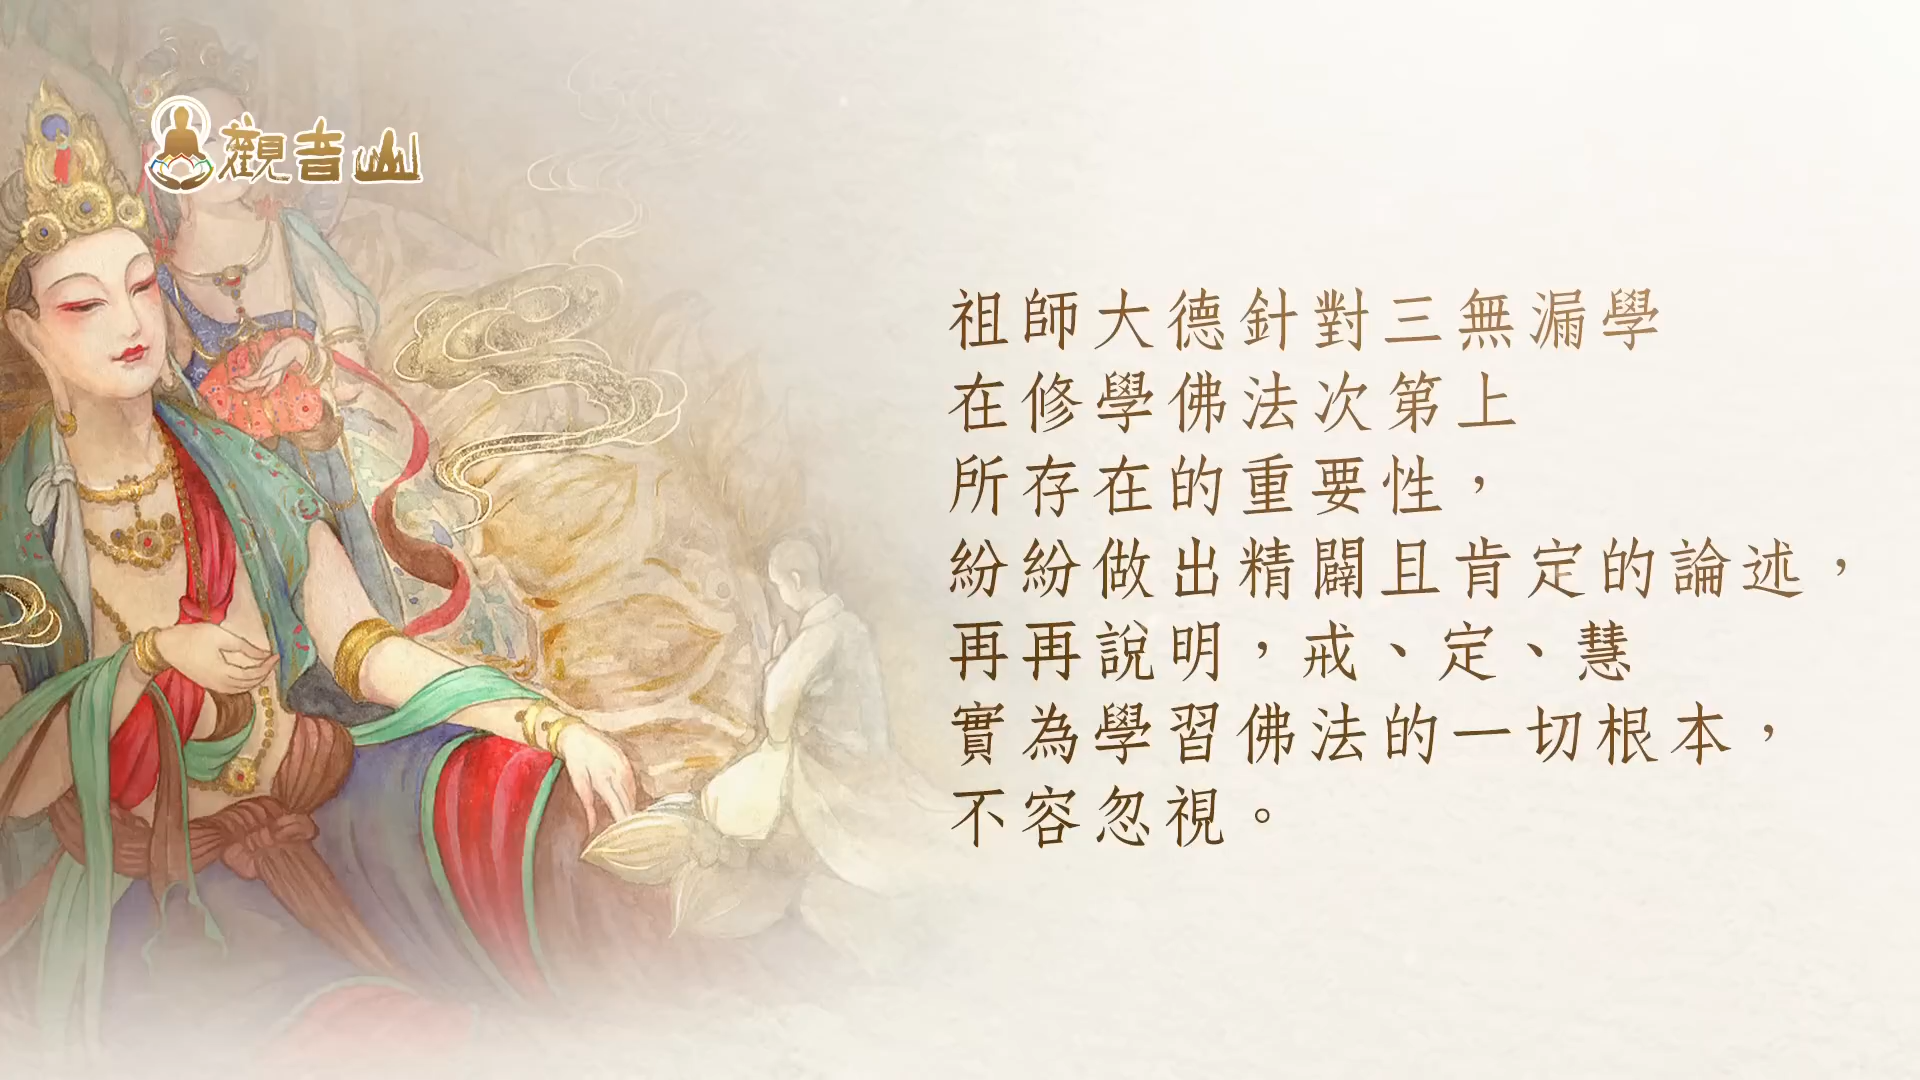 觀音山
祖師大德針對三無漏學
在修學佛法次第上
所存在的重要性，
紛紛做出精闢且肯定的論述，
再再說明，戒、定、慧
實為學習佛法的一切根本，
不容忽視。